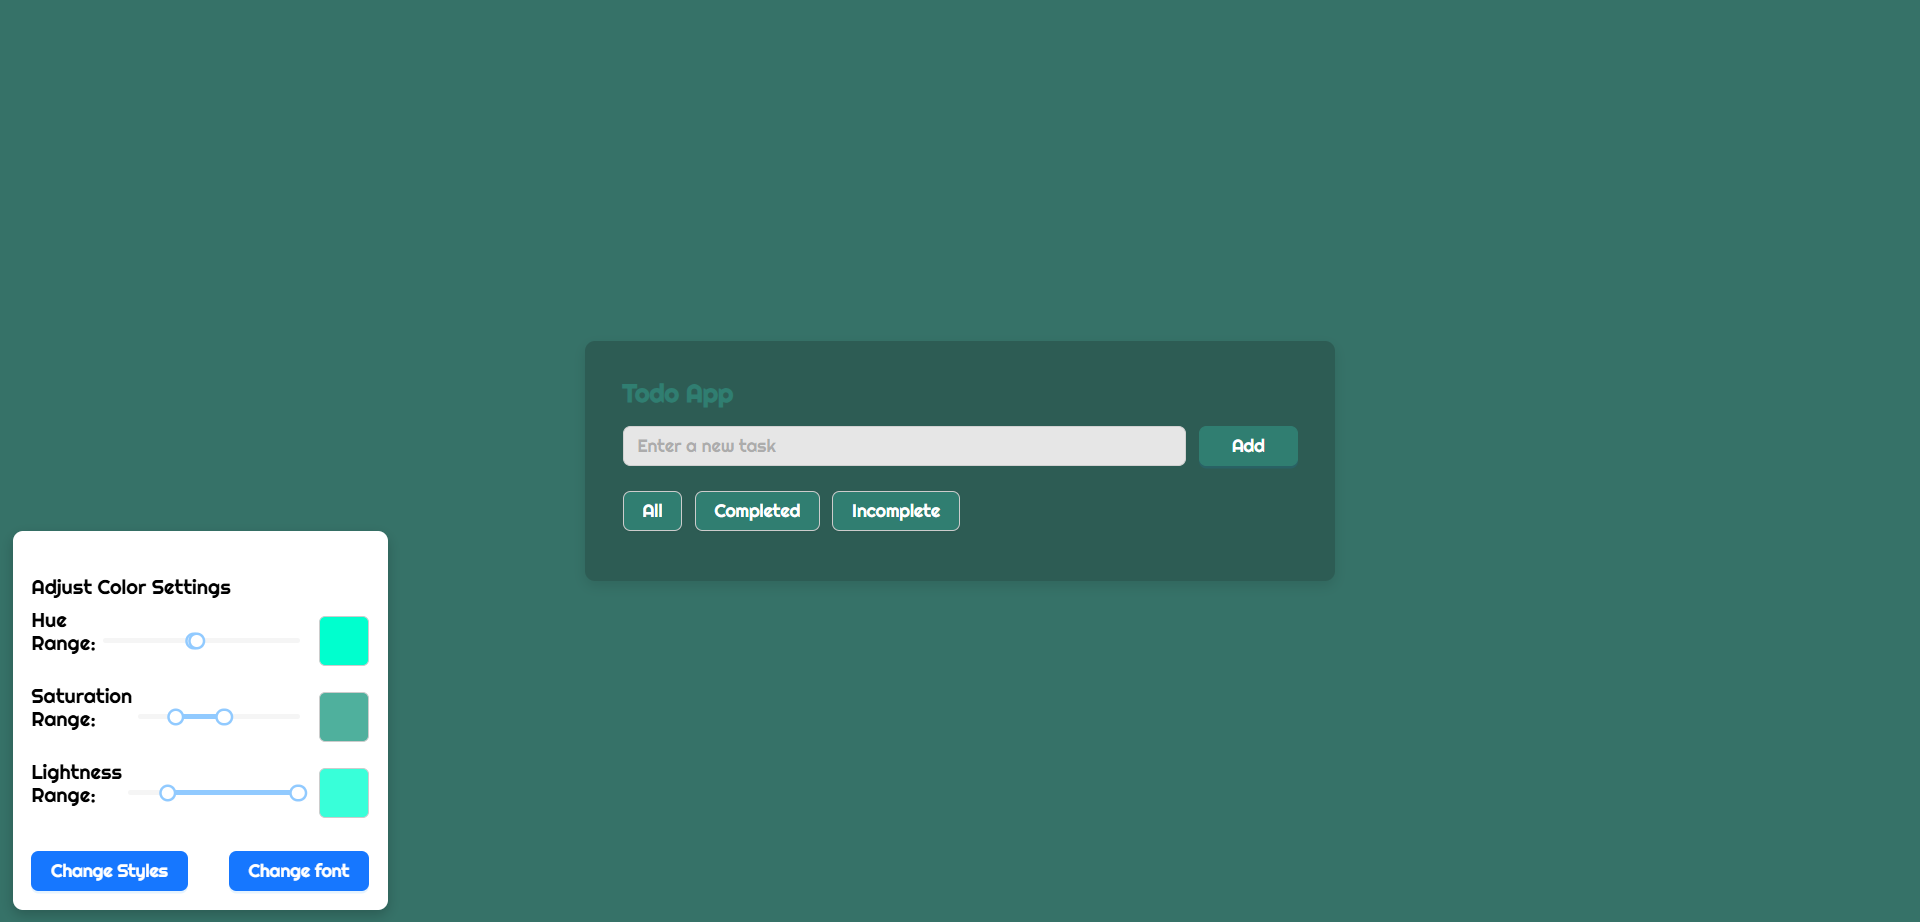 Todo App
Enter a new task
Add
All
Completed
Incomplete
Adjust Color Settings
Hue
Range:
Saturation
Range:
Lightness
Range:
Change Styles
Change font